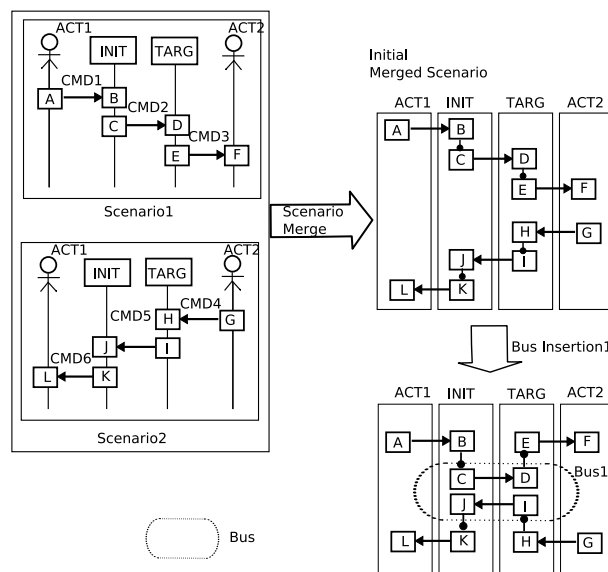 ACT1
ACT2
INIT
TARG
CMD1
A
B
CMD2
C
D
CMD3
E
F
Scenario1
ACT1
ACT2
INIT
TARG
CMD5
CMD4
H
G
J
I
CMD6
L
K
Scenario2
Scenario
Merge
Initial
Merged Scenario
ACT1
INIT
TARG
ACT2
A
B
C
D
E
F
H
G
J
I
L
K
Bus Insertion1
ACT1
INIT
TARG
ACT2
A
B
E
F
Bus1
C
D
J
I
L
K
H
G
Bus